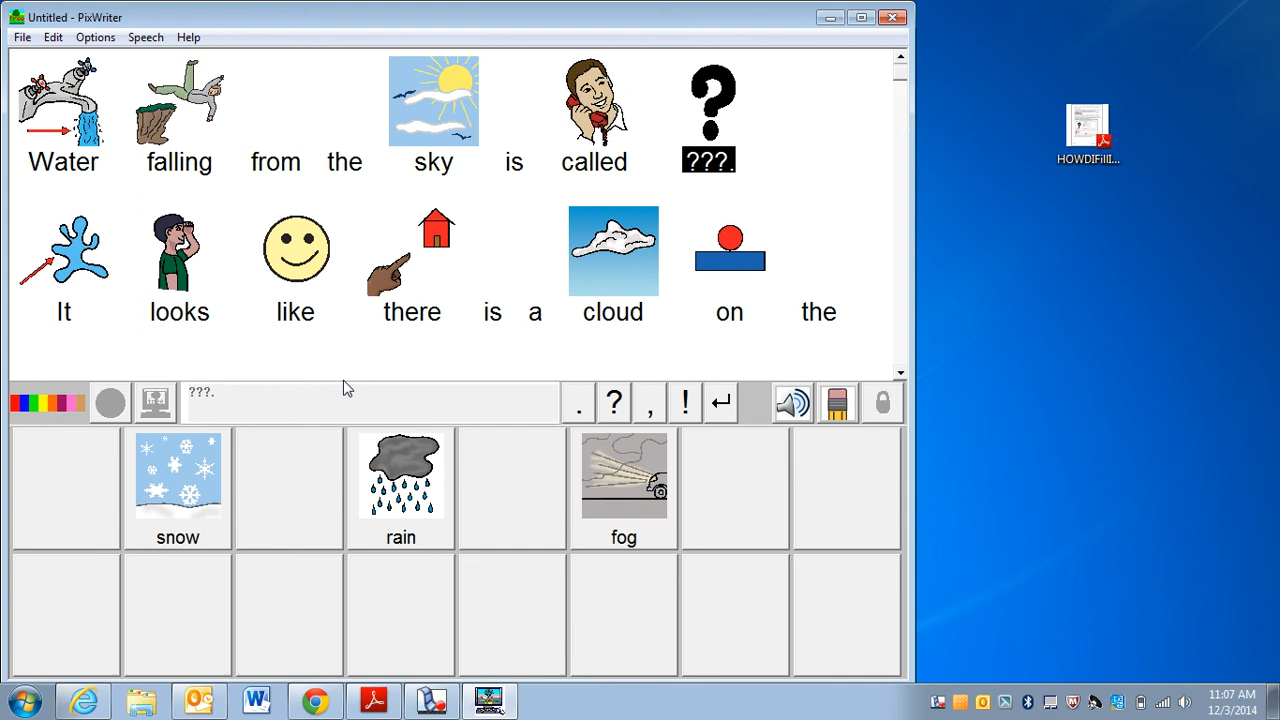 Untitled - PixWriter
File Edit Options Speech Help
Water falling from the sky is called ???.
It looks like there is a cloud on the
???.
. ? , !
snow rain fog
HOWDIFillI...
11:07 AM
12/3/2014